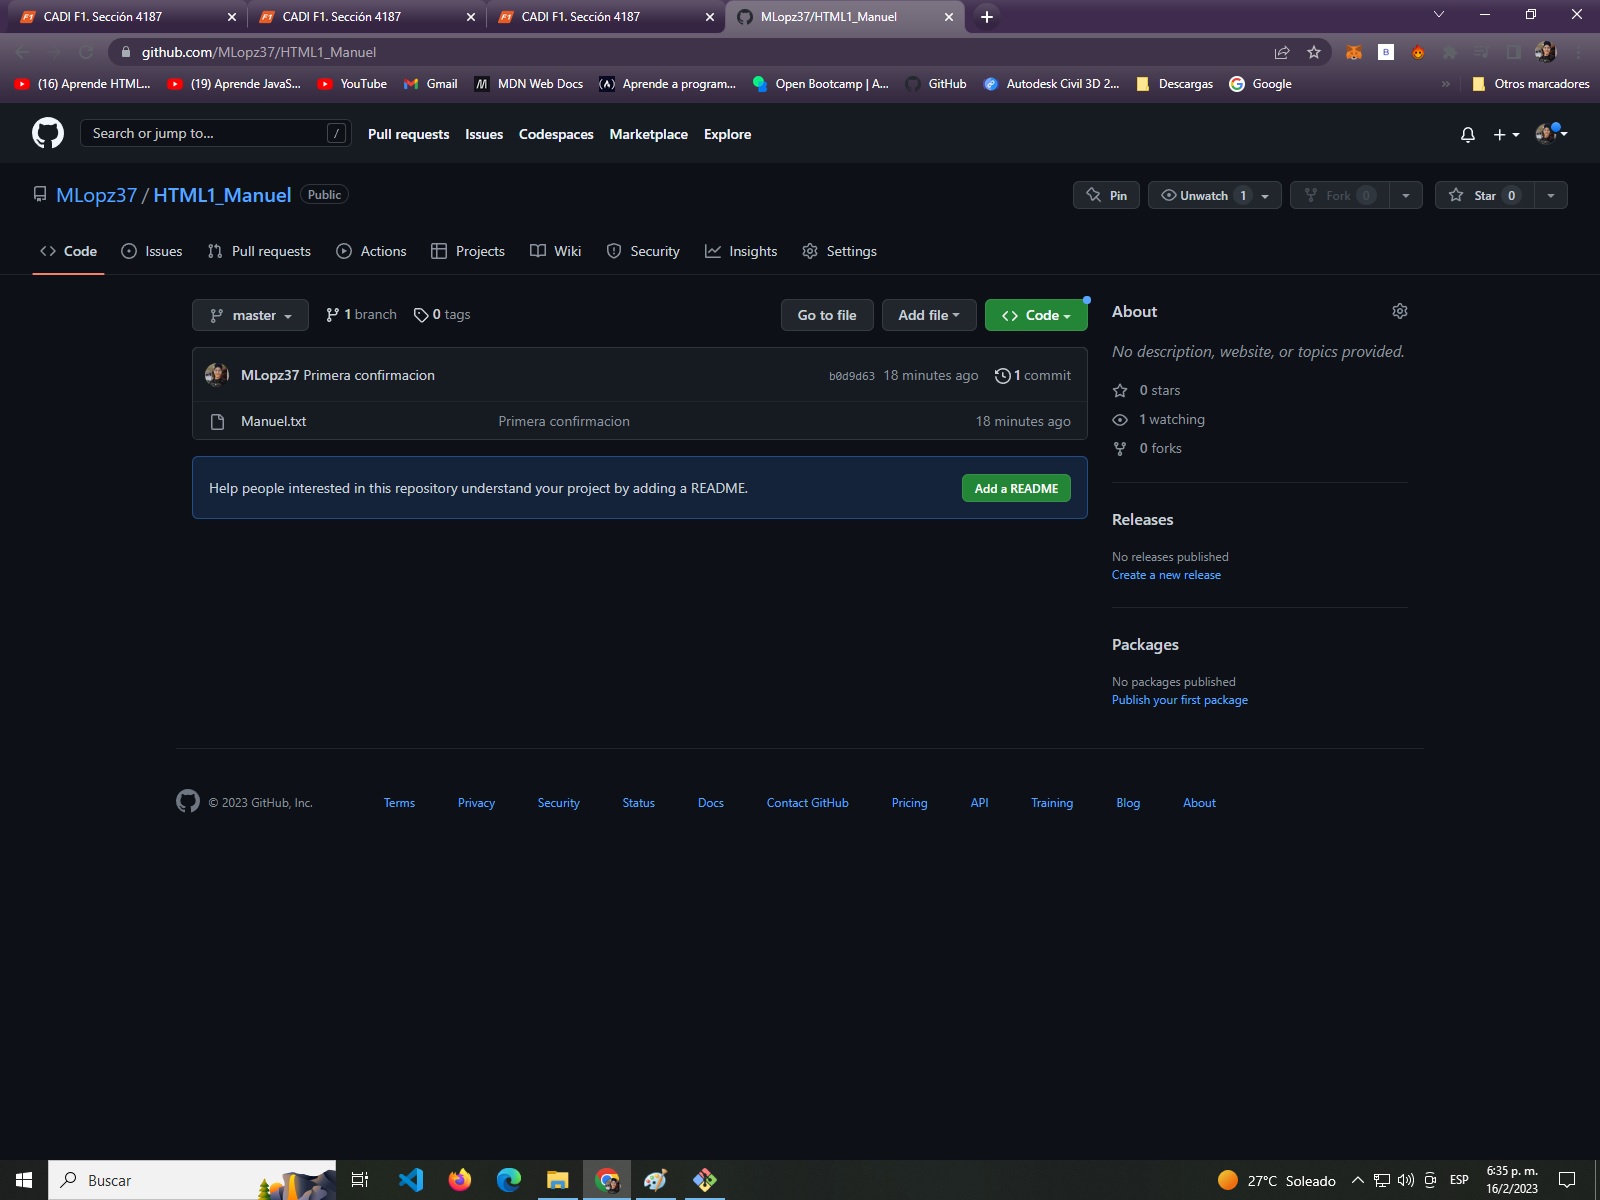 CADI F1. Sección 4187
CADI F1. Sección 4187
CADI F1. Sección 4187
MLopz37/HTML1_Manuel
github.com/MLopz37/HTML1_Manuel
(16) Aprende HTML...
(19) Aprende JavaS...
YouTube
Gmail
MDN Web Docs
Aprende a program...
Open Bootcamp | A...
GitHub
Autodesk Civil 3D 2...
Descargas
Google
Otros marcadores
Search or jump to...
/
Pull requests
Issues
Codespaces
Marketplace
Explore
MLopz37 / HTML1_Manuel
Public
Pin
Unwatch 1
Fork 0
Star 0
Code
Issues
Pull requests
Actions
Projects
Wiki
Security
Insights
Settings
master
1 branch
0 tags
Go to file
Add file
Code
MLopz37 Primera confirmacion
b0d9d63 18 minutes ago
1 commit
Manuel.txt
Primera confirmacion
18 minutes ago
Help people interested in this repository understand your project by adding a README.
Add a README
About
No description, website, or topics provided.
0 stars
1 watching
0 forks
Releases
No releases published
Create a new release
Packages
No packages published
Publish your first package
© 2023 GitHub, Inc.
Terms
Privacy
Security
Status
Docs
Contact GitHub
Pricing
API
Training
Blog
About
Buscar
27°C Soleado
ESP
6:35 p. m.
16/2/2023